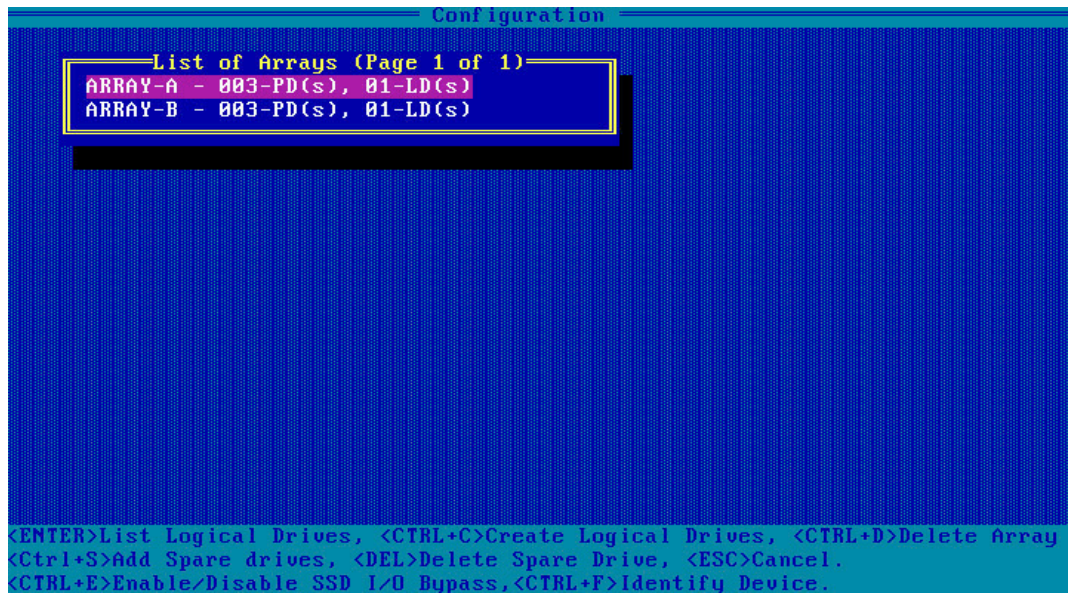 Configuration
List of Arrays (Page 1 of 1)
ARRAY-A - 003-PD(s), 01-LD(s)
ARRAY-B - 003-PD(s), 01-LD(s)
<ENTER>List Logical Drives, <CTRL+C>Create Logical Drives, <CTRL+D>Delete Array
<Ctrl+S>Add Spare drives, <DEL>Delete Spare Drive, <ESC>Cancel.
<CTRL+E>Enable/Disable SSD I/O Bypass,<CTRL+F>Identify Device.